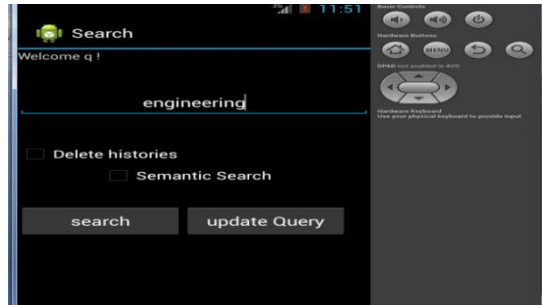 3G 11:51
Search
Welcome q !
engineering
Delete histories
Semantic Search
search
update Query
Basic Controls
Hardware Buttons
MENU
DPAD not enabled in AVD
Hardware Keyboard
Use your physical keyboard to provide input